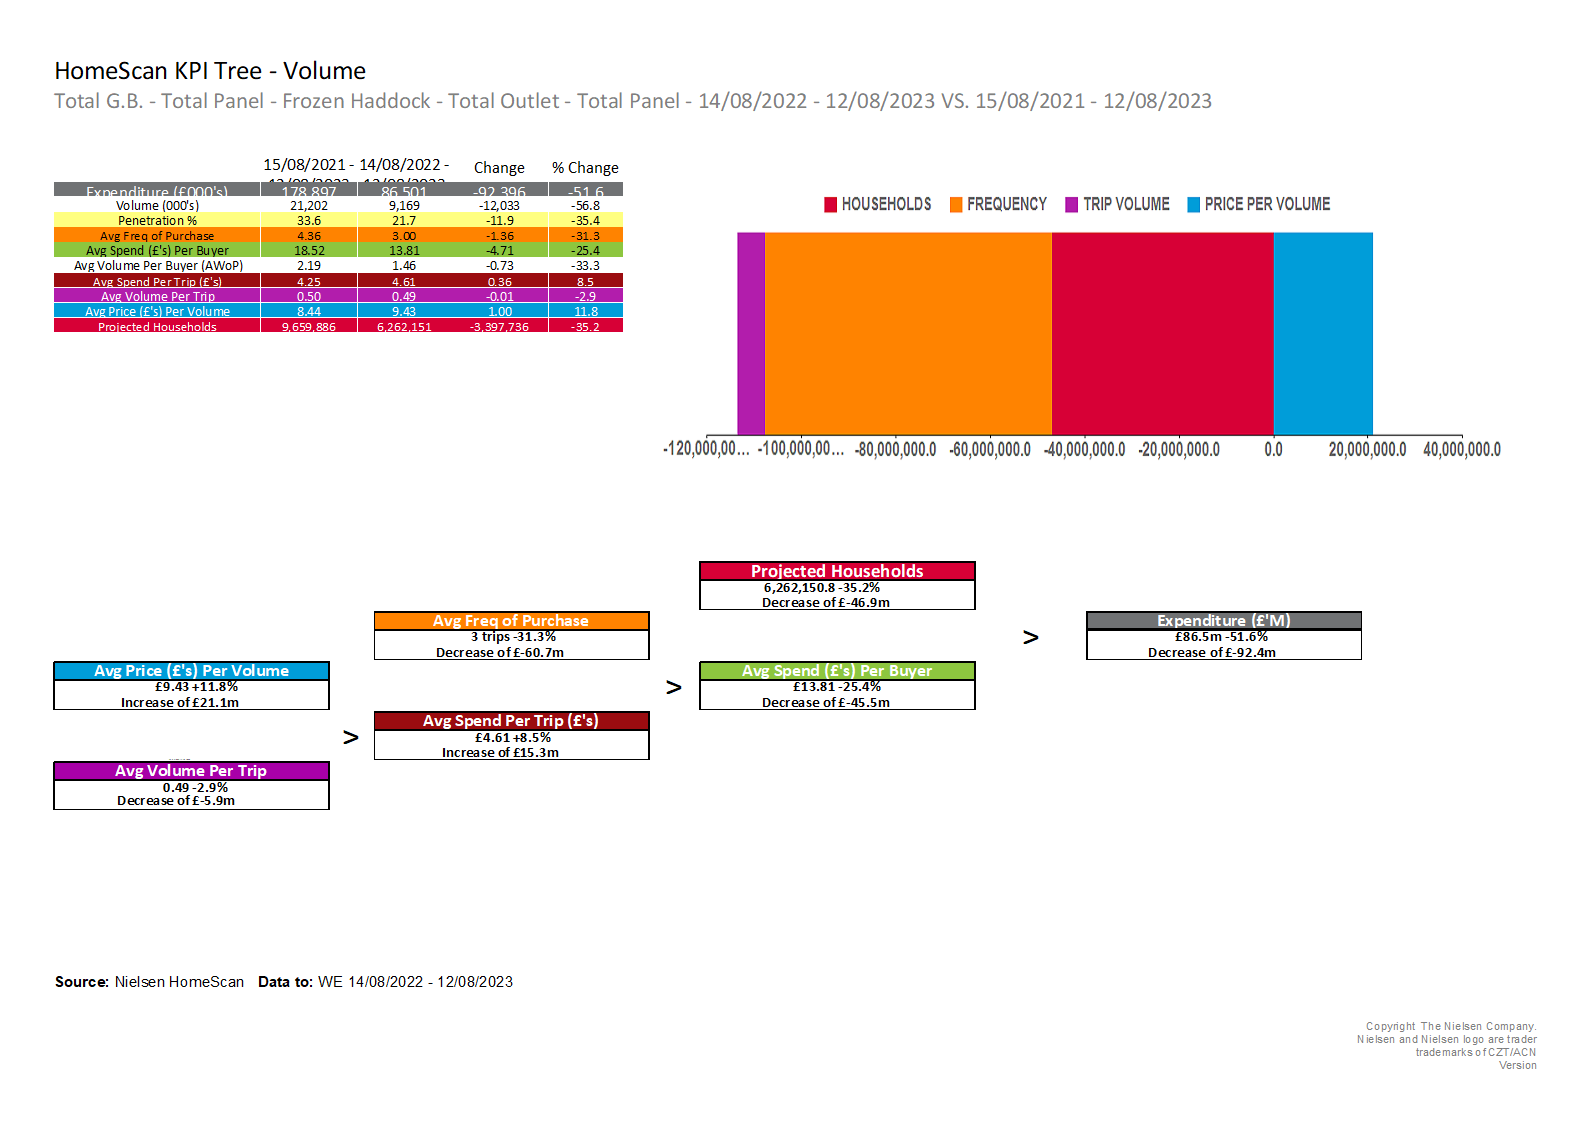 HomeScan KPI Tree - Volume
Total G.B. - Total Panel - Frozen Haddock - Total Outlet - Total Panel - 14/08/2022 - 12/08/2023 VS. 15/08/2021 - 12/08/2023
15/08/2021 - 14/08/2022 - Change % Change
12/08/2023 12/08/2023
Expenditure (£000's) 178,897 86,501 -92,396 -51.6
Volume (000's) 21,202 9,169 -12,033 -56.8
Penetration % 33.6 21.7 -11.9 -35.4
Avg Freq of Purchase 4.36 3.00 -1.36 -31.3
Avg Spend (£'s) Per Buyer 18.52 13.81 -4.71 -25.4
Avg Volume Per Buyer (AWoP) 2.19 1.46 -0.73 -33.3
Avg Spend Per Trip (£'s) 4.25 4.61 0.36 8.5
Avg Volume Per Trip 0.50 0.49 -0.01 -2.9
Avg Price (£'s) Per Volume 8.44 9.43 1.00 11.8
Projected Households 9,659,886 6,262,151 -3,397,736 -35.2
HOUSEHOLDS FREQUENCY TRIP VOLUME PRICE PER VOLUME
-120,000,00... -100,000,00... -80,000,000.0 -60,000,000.0 -40,000,000.0 -20,000,000.0 0.0 20,000,000.0 40,000,000.0
Projected Households
6,262,150.8 -35.2%
Decrease of £-46.9m
Avg Freq of Purchase
3 trips -31.3%
Decrease of £-60.7m
>
Expenditure (£'M)
£86.5m -51.6%
Decrease of £-92.4m
Avg Price (£'s) Per Volume
£9.43 +11.8%
Increase of £21.1m
>
Avg Spend (£'s) Per Buyer
£13.81 -25.4%
Decrease of £-45.5m
>
Avg Spend Per Trip (£'s)
£4.61 +8.5%
Increase of £15.3m
Avg Volume Per Trip
0.49 -2.9%
Decrease of £-5.9m
Source: Nielsen HomeScan Data to: WE 14/08/2022 - 12/08/2023
Copyright The Nielsen Company.
Nielsen and Nielsen logo are trader
trademarks of CZT/ACN
Version